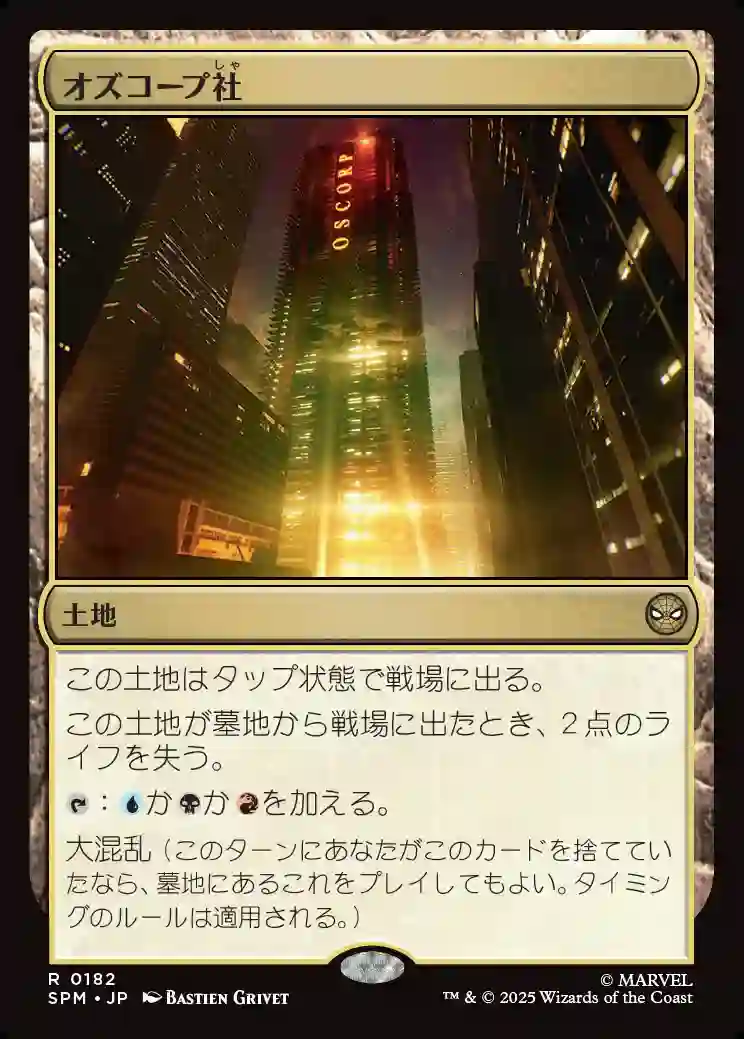 しゃ
オズコープ社
OSCORP
土地
この土地はタップ状態で戦場に出る。
この土地が墓地から戦場に出たとき、2点のラ
イフを失う。
:かかを加える。
大混乱(このターンにあなたがこのカードを捨ててい
たなら、墓地にあるこれをプレイしてもよい。タイミン
グのルールは適用される。)
R 0182
SPM • JP BASTIEN GRIVET
© MARVEL
™ & © 2025 Wizards of the Coast